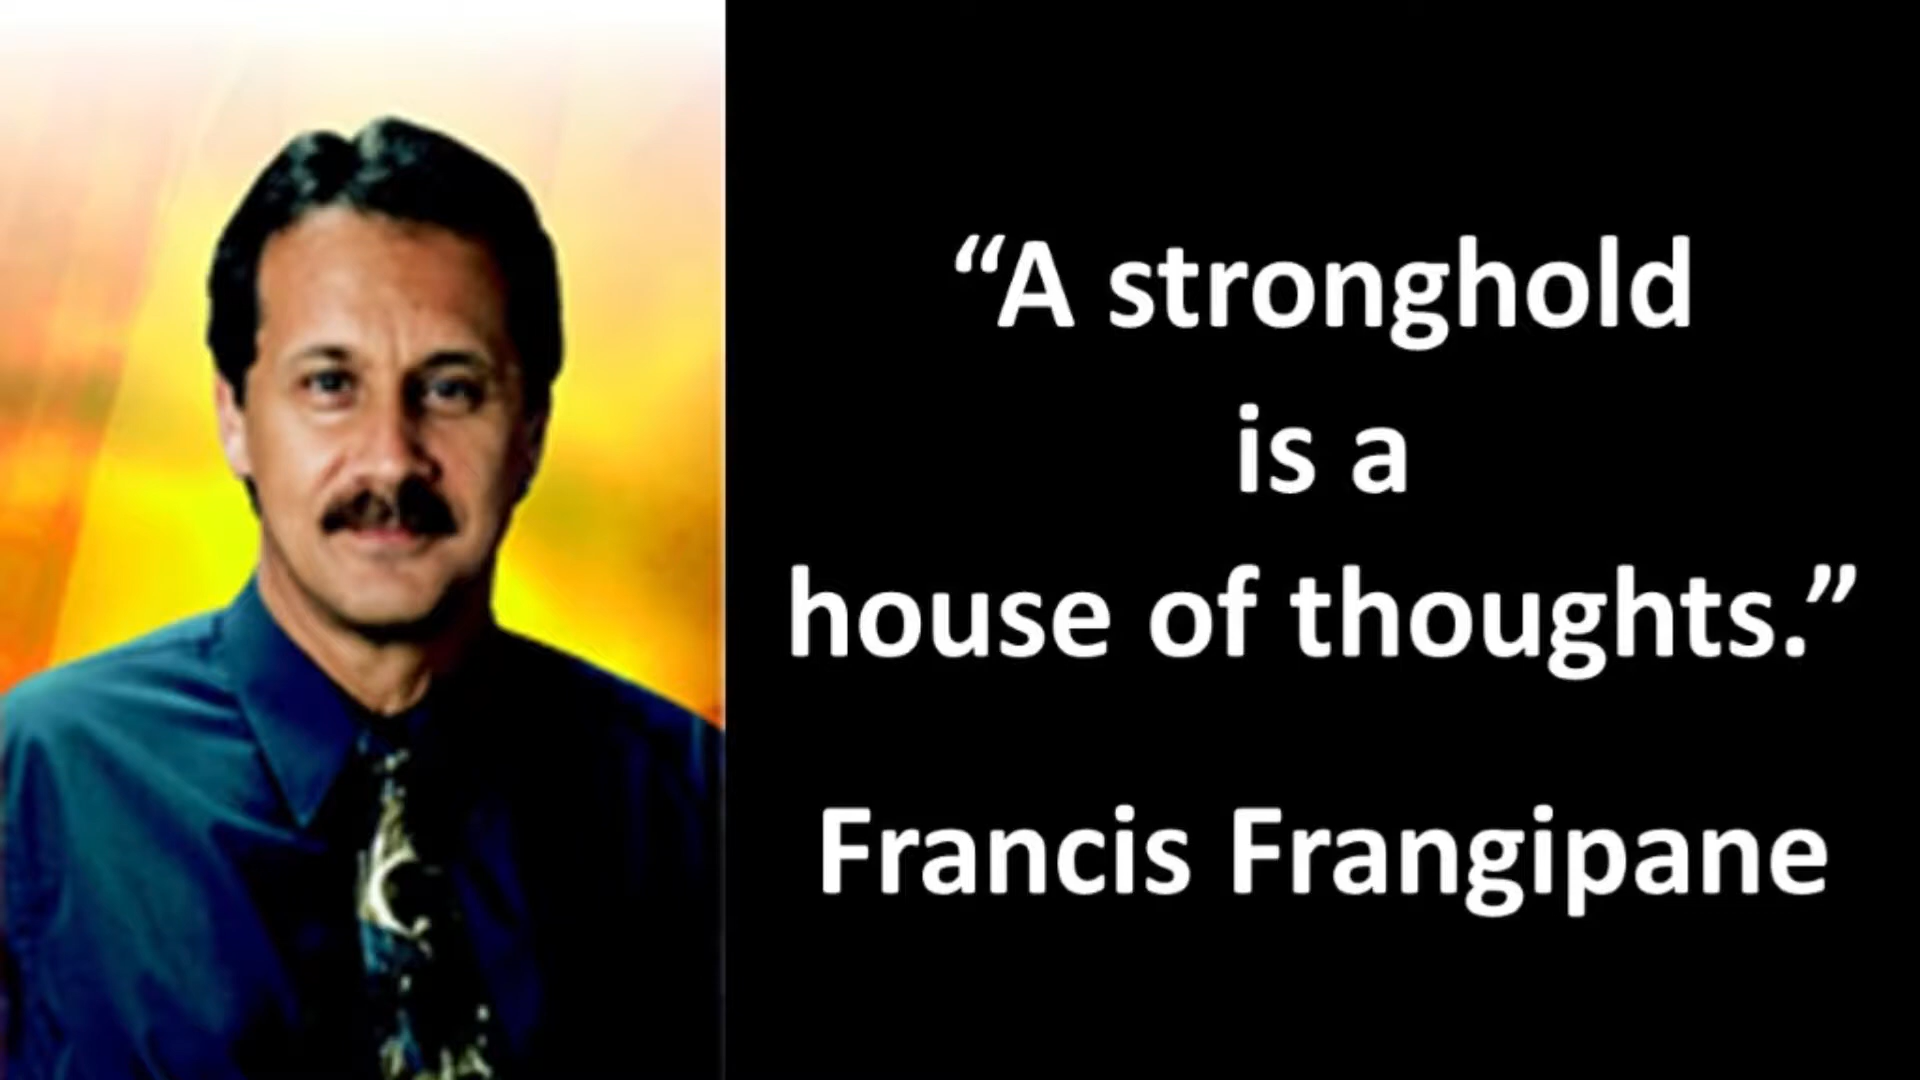 “A stronghold
is a
house of thoughts.”
Francis Frangipane